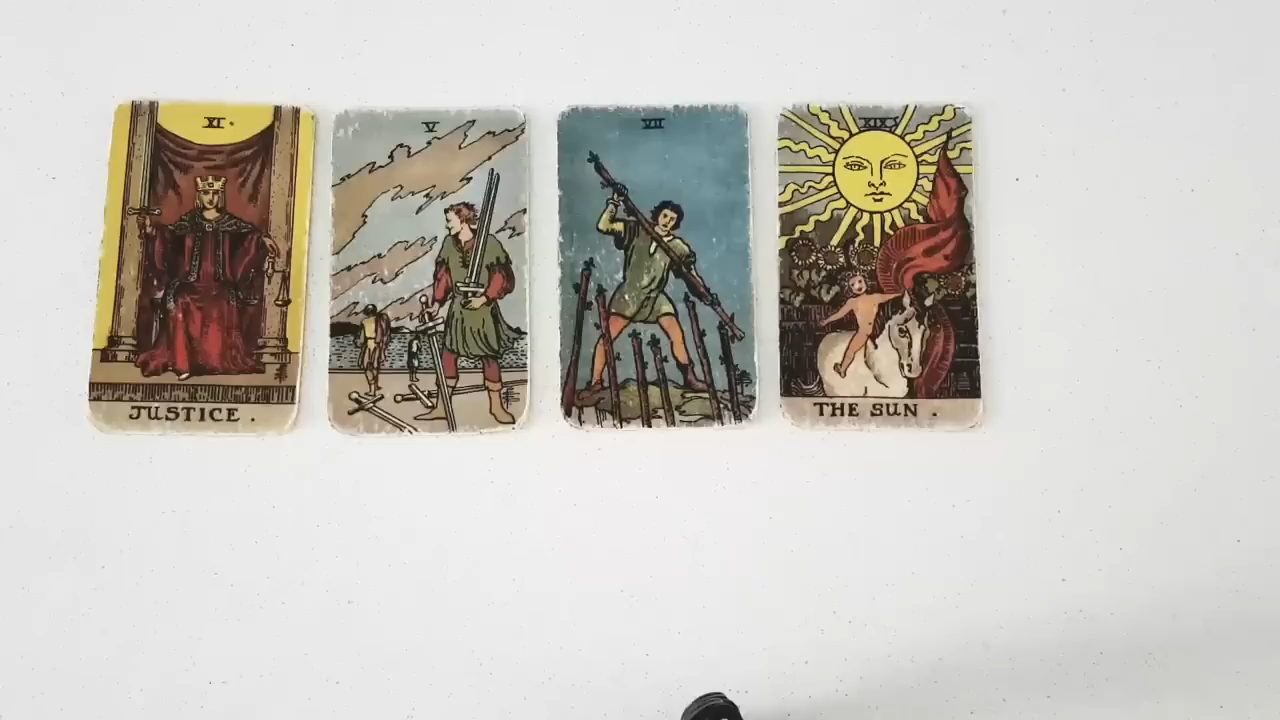 XI.
V
VII
XIX
JUSTICE.
THE SUN.